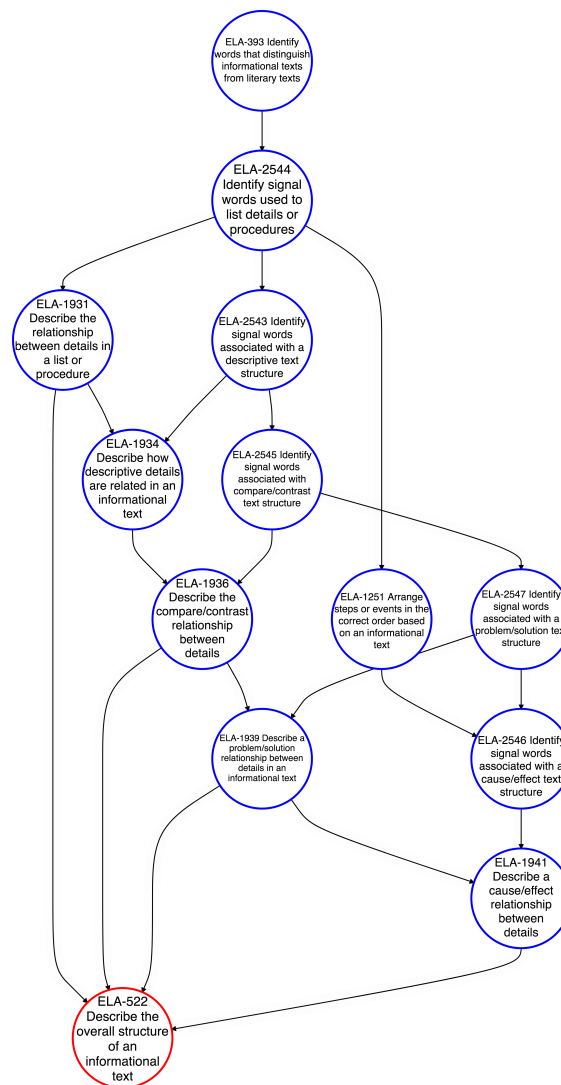 ELA-393 Identify
words that distinguish
informational texts
from literary texts
ELA-2544
Identify signal
words used to
list details or
procedures
ELA-1931
Describe the
relationship
between details in
a list or
procedure
ELA-2543 Identify
signal words
associated with a
descriptive text
structure
ELA-1934
Describe how
descriptive details
are related in an
informational
text
ELA-2545 Identify
signal words
associated with
compare/contrast
text structure
ELA-1936
Describe the
compare/contrast
relationship
between
details
ELA-1251 Arrange
steps or events in the
correct order based
on an informational
text
ELA-2547 Identify
signal words
associated with a
problem/solution text
structure
ELA-1939 Describe a
problem/solution
relationship between
details in an
informational text
ELA-2546 Identify
signal words
associated with a
cause/effect text
structure
ELA-1941
Describe a
cause/effect
relationship
between
details
ELA-522
Describe the
overall structure
of an
informational
text